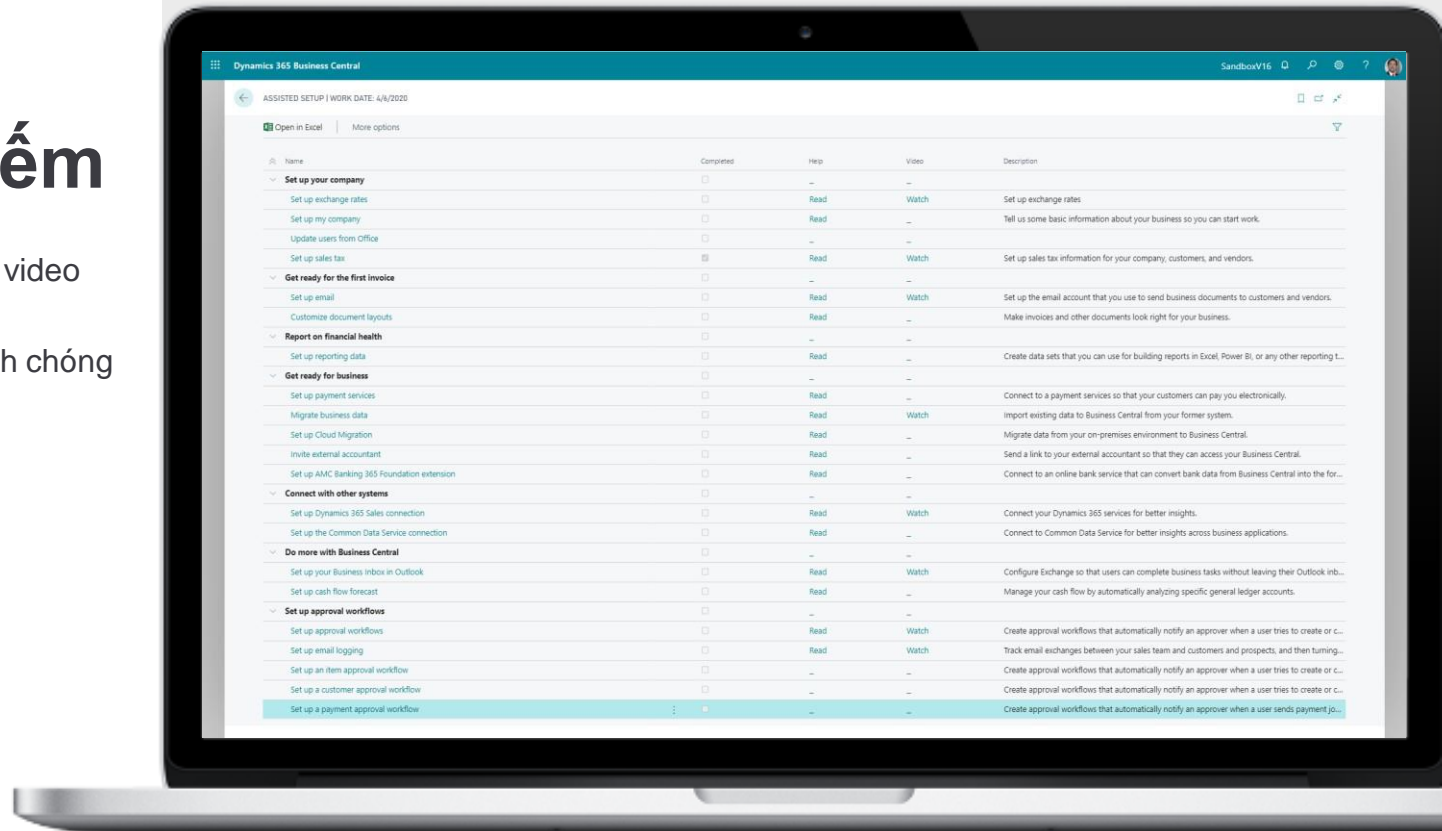 ếm
video
h chóng
Dynamics 365 Business Central SandboxV16 ?
ASSISTED SETUP | WORK DATE: 4/6/2020
Open in Excel More options
Name Completed Help Video Description
Set up your company _ _
Set up exchange rates Read Watch Set up exchange rates
Set up my company Read _ Tell us some basic information about your business so you can start work.
Update users from Office _ _
Set up sales tax Read Watch Set up sales tax information for your company, customers, and vendors.
Get ready for the first invoice _ _
Set up email Read Watch Set up the email account that you use to send business documents to customers and vendors.
Customize document layouts Read _ Make invoices and other documents look right for your business.
Report on financial health _ _
Set up reporting data Read _ Create data sets that you can use for building reports in Excel, Power BI, or any other reporting t...
Get ready for business _ _
Set up payment services Read _ Connect to a payment services so that your customers can pay you electronically.
Migrate business data Read Watch Import existing data to Business Central from your former system.
Set up Cloud Migration Read _ Migrate data from your on-premises environment to Business Central.
Invite external accountant Read _ Send a link to your external accountant so that they can access your Business Central.
Set up AMC Banking 365 Foundation extension Read _ Connect to an online bank service that can convert bank data from Business Central into the for...
Connect with other systems _ _
Set up Dynamics 365 Sales connection Read Watch Connect your Dynamics 365 services for better insights.
Set up the Common Data Service connection Read _ Connect to Common Data Service for better insights across business applications.
Do more with Business Central _ _
Set up your Business Inbox in Outlook Read Watch Configure Exchange so that users can complete business tasks without leaving their Outlook inb...
Set up cash flow forecast Read _ Manage your cash flow by automatically analyzing specific general ledger accounts.
Set up approval workflows _ _
Set up approval workflows Read Watch Create approval workflows that automatically notify an approver when a user tries to create or c...
Set up email logging Read Watch Track email exchanges between your sales team and customers and prospects, and then turning...
Set up an item approval workflow _ _ Create approval workflows that automatically notify an approver when a user tries to create or c...
Set up a customer approval workflow _ _ Create approval workflows that automatically notify an approver when a user tries to create or c...
Set up a payment approval workflow _ _ Create approval workflows that automatically notify an approver when a user sends payment jo...